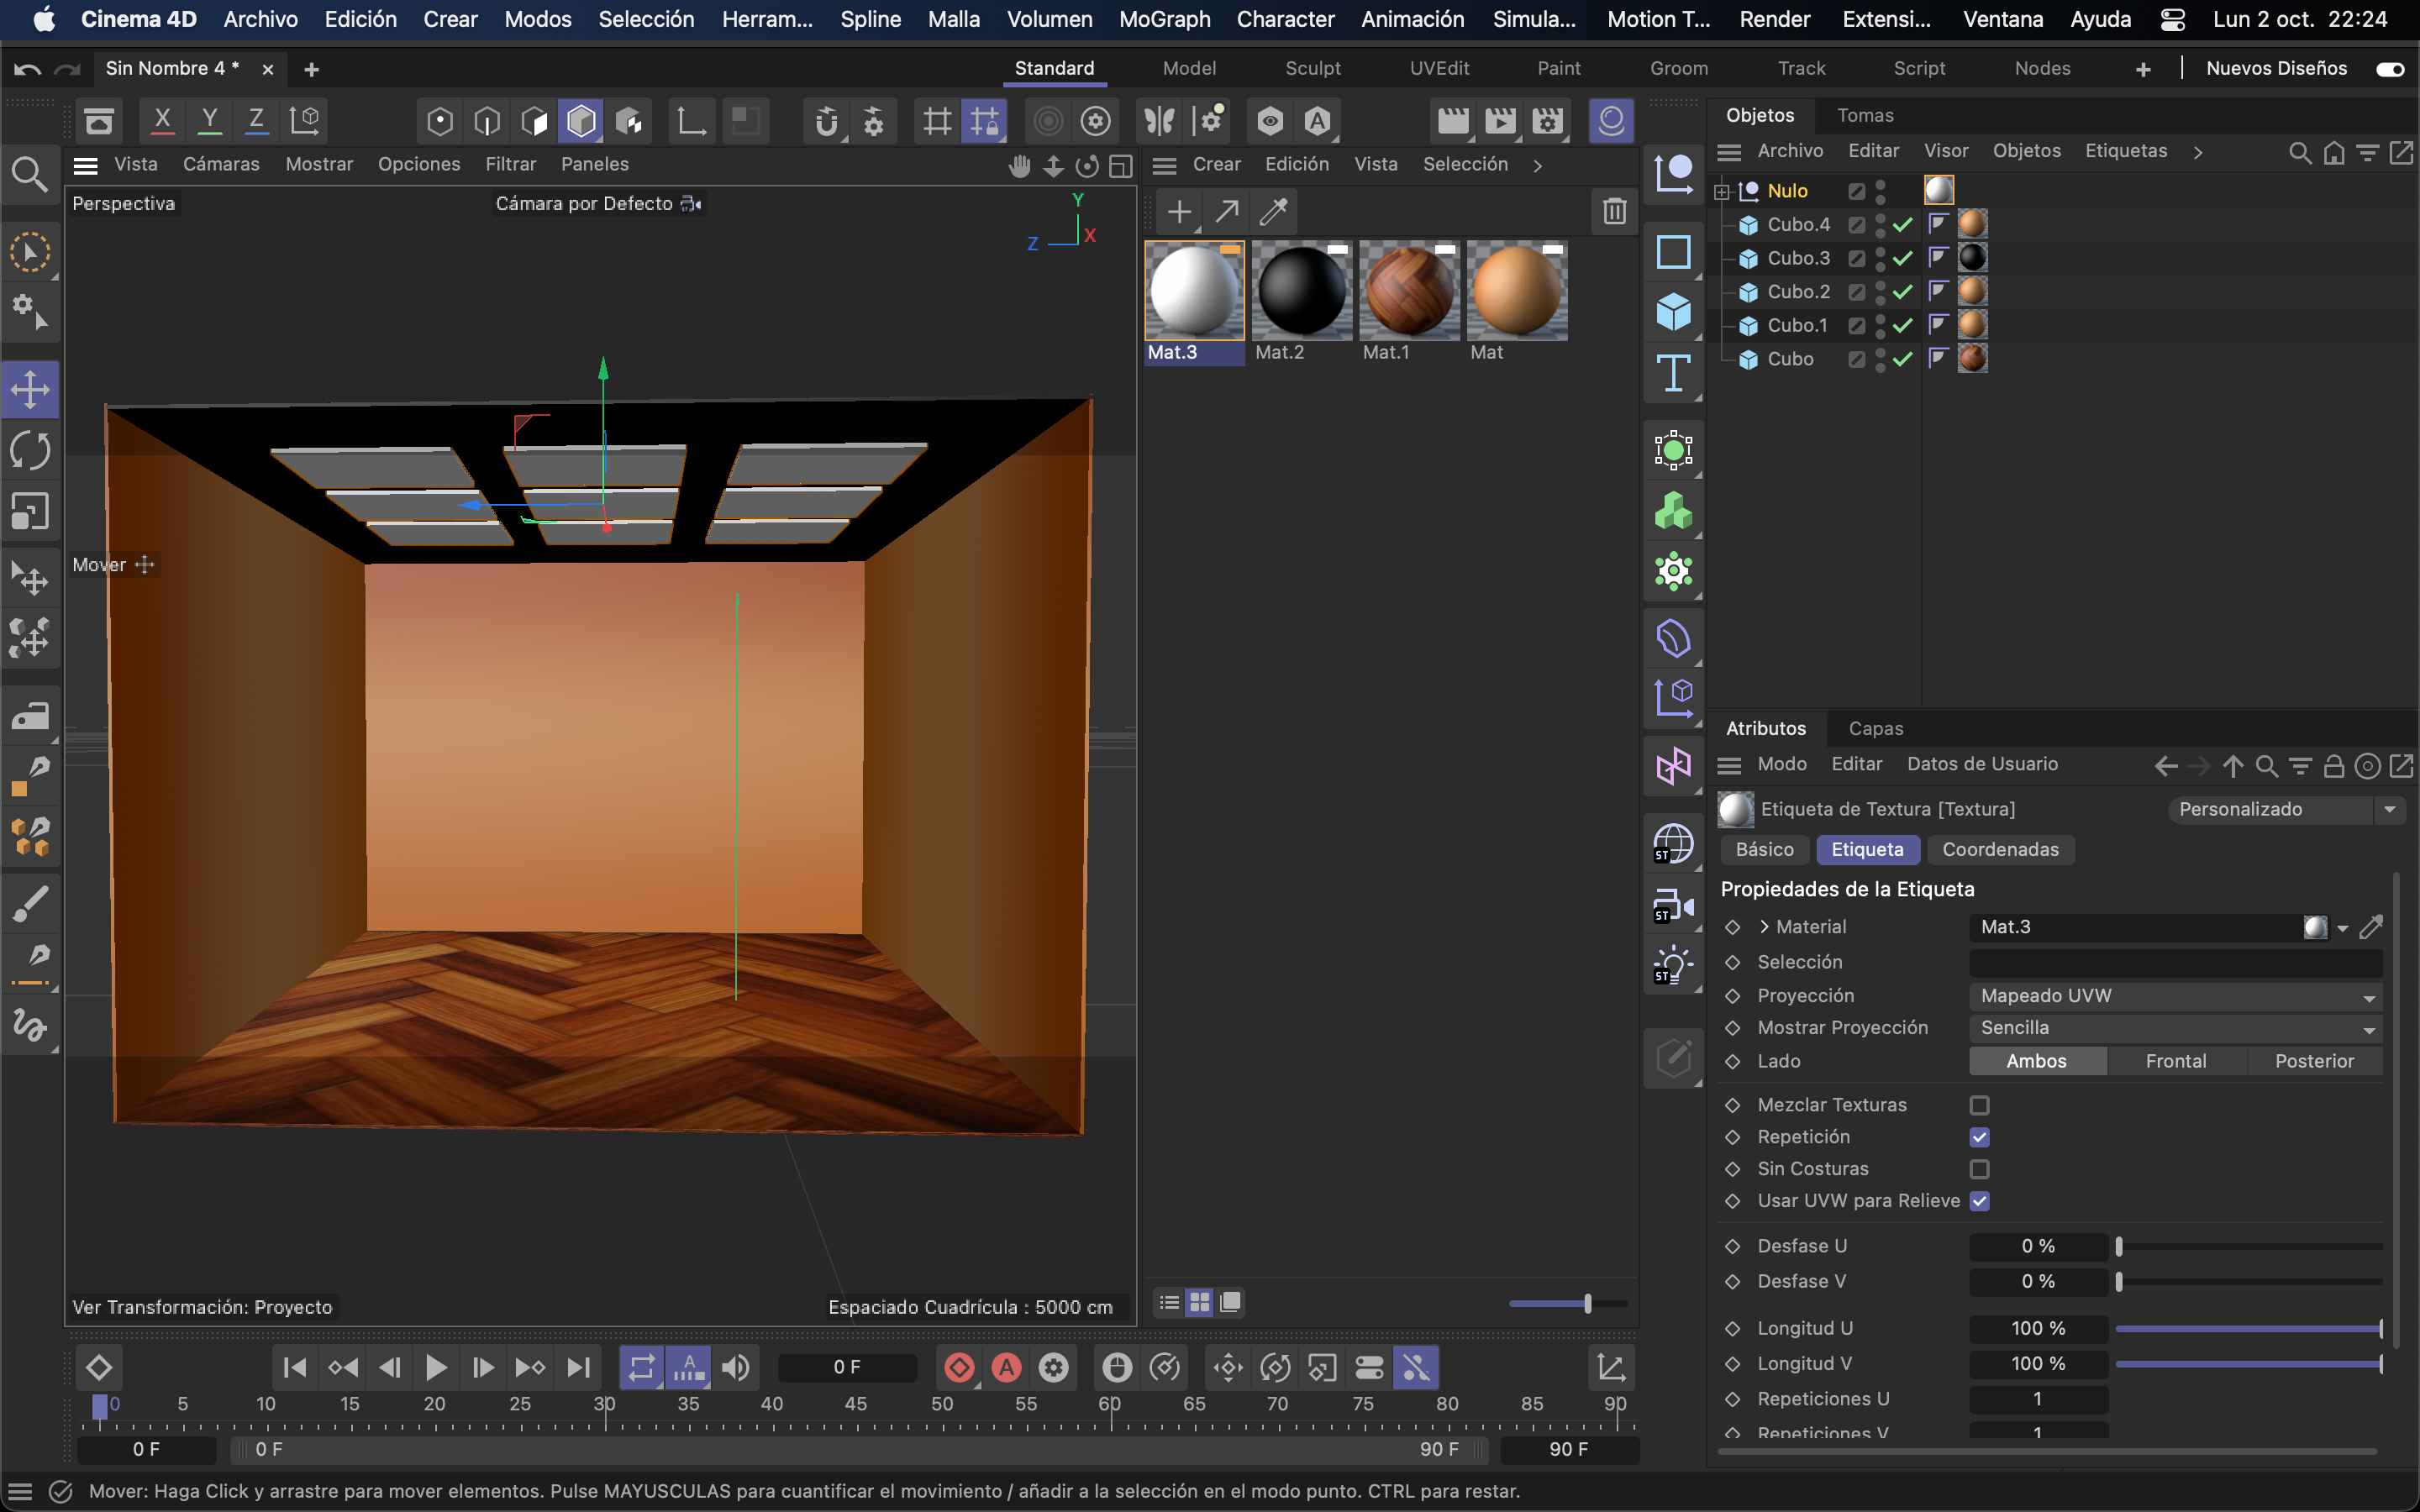 Cinema 4D Archivo Edición Crear Modos Selección Herram... Spline Malla Volumen MoGraph Character Animación Simula... Motion T... Render Extensi... Ventana Ayuda Lun 2 oct. 22:24
Sin Nombre 4 * × + Standard Model Sculpt UVEdit Paint Groom Track Script Nodes + Nuevos Diseños
X Y Z
Objetos Tomas
Vista Cámaras Mostrar Opciones Filtrar Paneles
Crear Edición Vista Selección
Archivo Editar Visor Objetos Etiquetas
Perspectiva
Cámara por Defecto
Y
X
Z
Mat.3 Mat.2 Mat.1 Mat
Nulo
Cubo.4
Cubo.3
Cubo.2
Cubo.1
Cubo
Mover
Atributos Capas
Modo Editar Datos de Usuario
Etiqueta de Textura [Textura] Personalizado
Básico Etiqueta Coordenadas
Propiedades de la Etiqueta
Material Mat.3
Selección
Proyección Mapeado UVW
Mostrar Proyección Sencilla
Lado Ambos Frontal Posterior
Mezclar Texturas
Repetición
Sin Costuras
Usar UVW para Relieve
Desfase U 0 %
Desfase V 0 %
Longitud U 100 %
Longitud V 100 %
Repeticiones U 1
Repeticiones V 1
ST
ST
ST
Ver Transformación: Proyecto
Espaciado Cuadrícula : 5000 cm
A 0 F A
0 5 10 15 20 25 30 35 40 45 50 55 60 65 70 75 80 85 90
0 F 0 F 90 F 90 F
Mover: Haga Click y arrastre para mover elementos. Pulse MAYUSCULAS para cuantificar el movimiento / añadir a la selección en el modo punto. CTRL para restar.